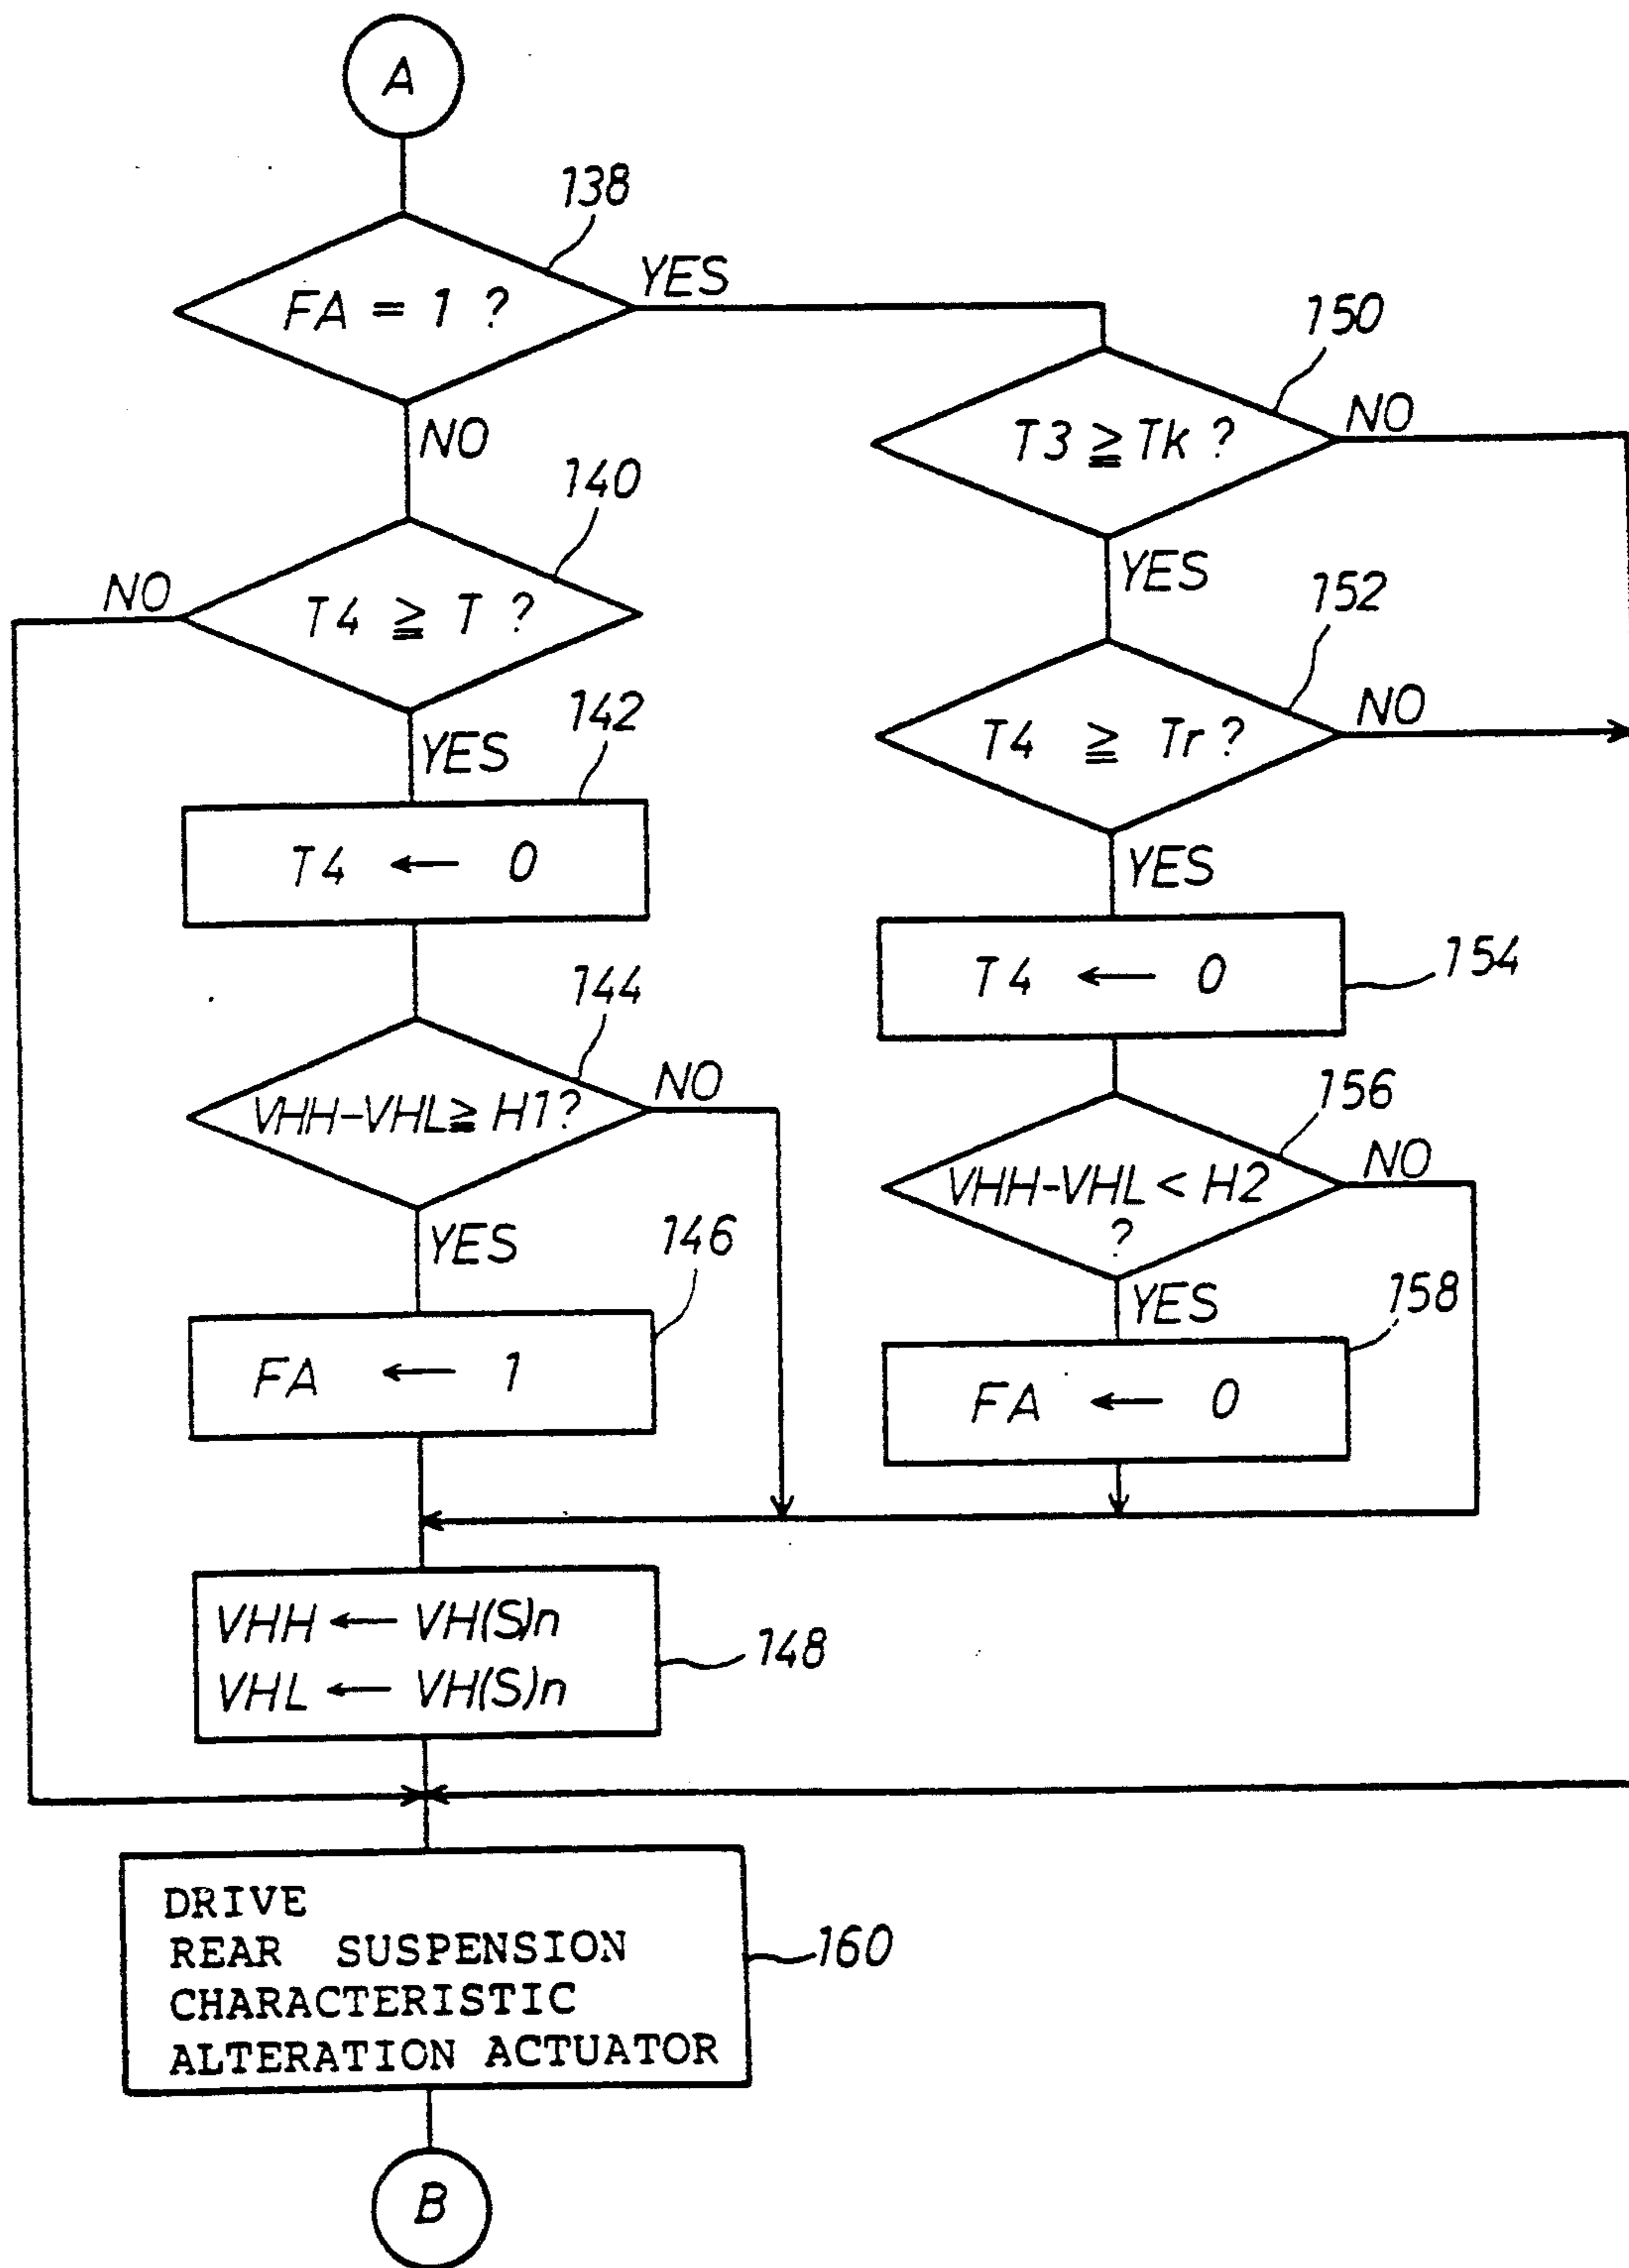 A
138
FA = 1 ?
YES
NO
150
T3 ≧ Tk ?
NO
YES
140
T4 ≧ T ?
NO
YES
152
T4 ≧ Tr ?
NO
YES
142
T4 ← 0
154
T4 ← 0
144
VHH-VHL ≧ H1?
NO
YES
156
VHH-VHL < H2
?
NO
YES
146
FA ← 1
158
FA ← 0
VHH ← VH(S)n
VHL ← VH(S)n
148
DRIVE
REAR SUSPENSION
CHARACTERISTIC
ALTERATION ACTUATOR
160
B